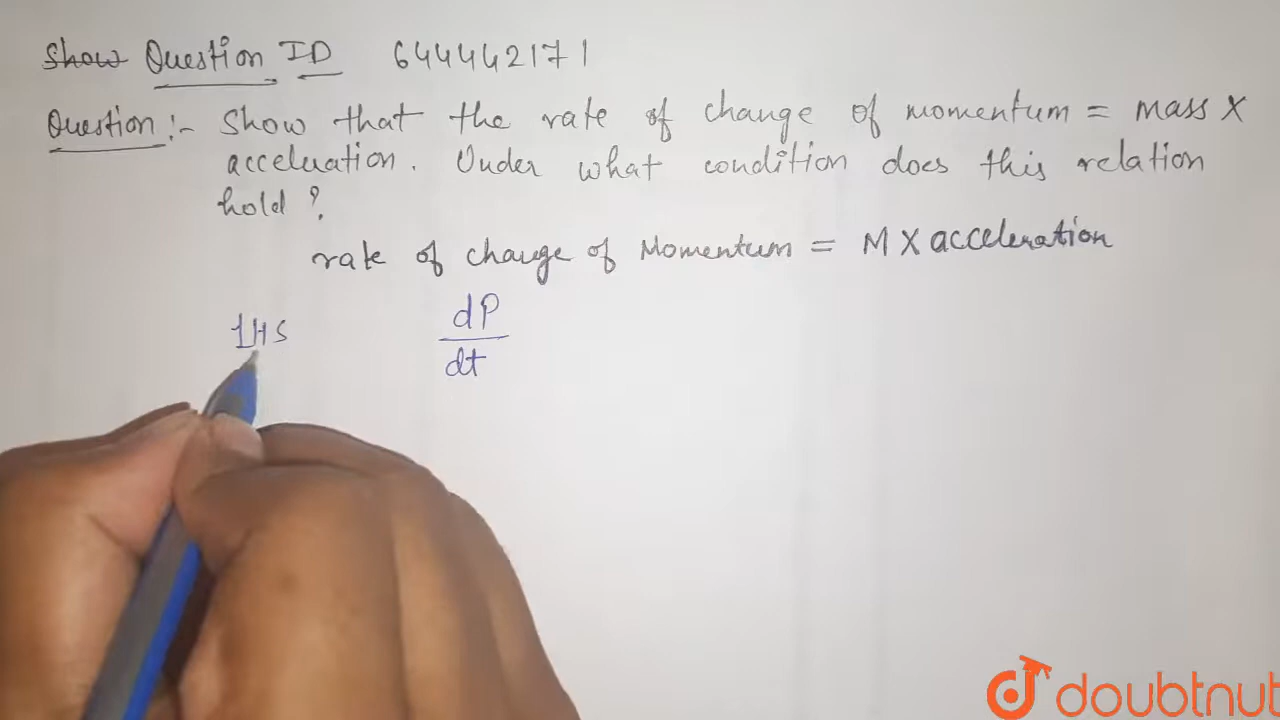 Show Question ID 644442171
Question :- Show that the rate of change of momentum = mass X
acceleration. Under what condition does this relation
hold ?
rate of change of Momentum = M X acceleration
LHS dP
dt
doubtnut